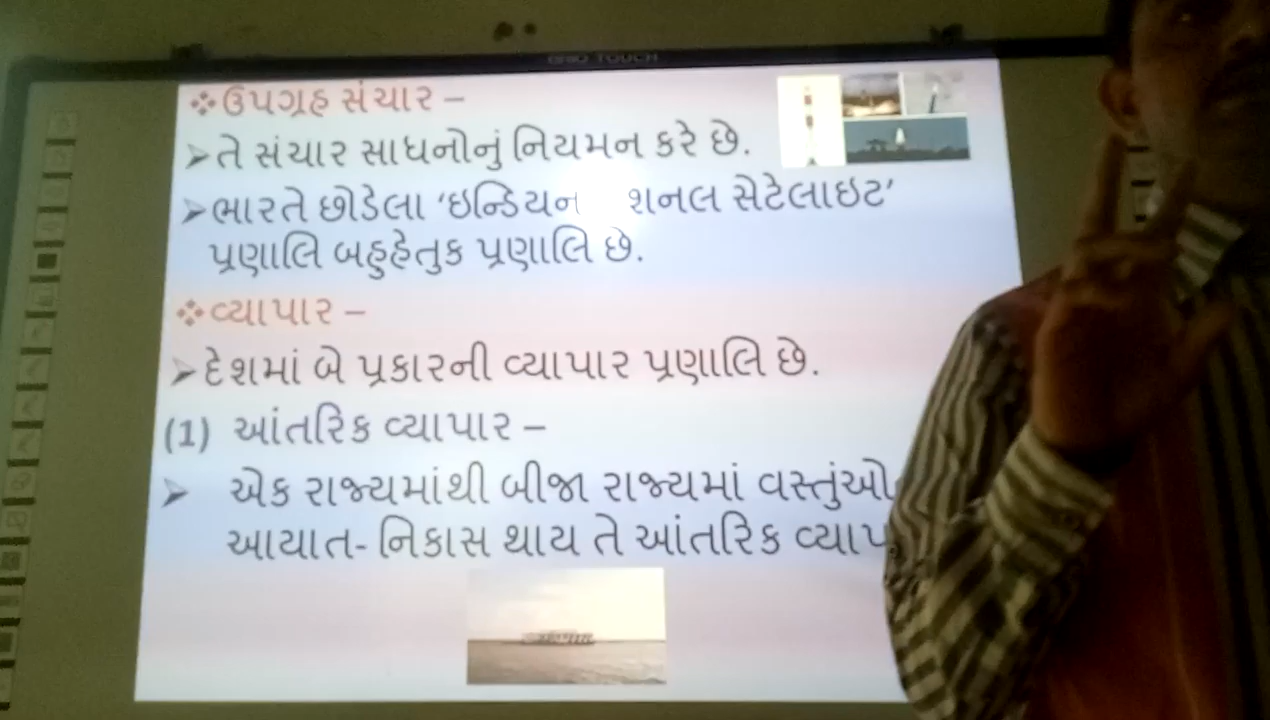 ❖ઉપગ્રહ સંચાર –
➢તે સંચાર સાધનોનું નિયમન કરે છે.
➢ભારતે છોડેલા ‘ઇન્ડિયન શનલ સેટેલાઇટ’
પ્રણાલિ બહુહેતુક પ્રણાલિ છે.
❖વ્યાપાર –
➢દેશમાં બે પ્રકારની વ્યાપાર પ્રણાલિ છે.
(1) આંતરિક વ્યાપાર –
➢ એક રાજ્યમાંથી બીજા રાજ્યમાં વસ્તુંઓ
આયાત- નિકાસ થાય તે આંતરિક વ્યાપ